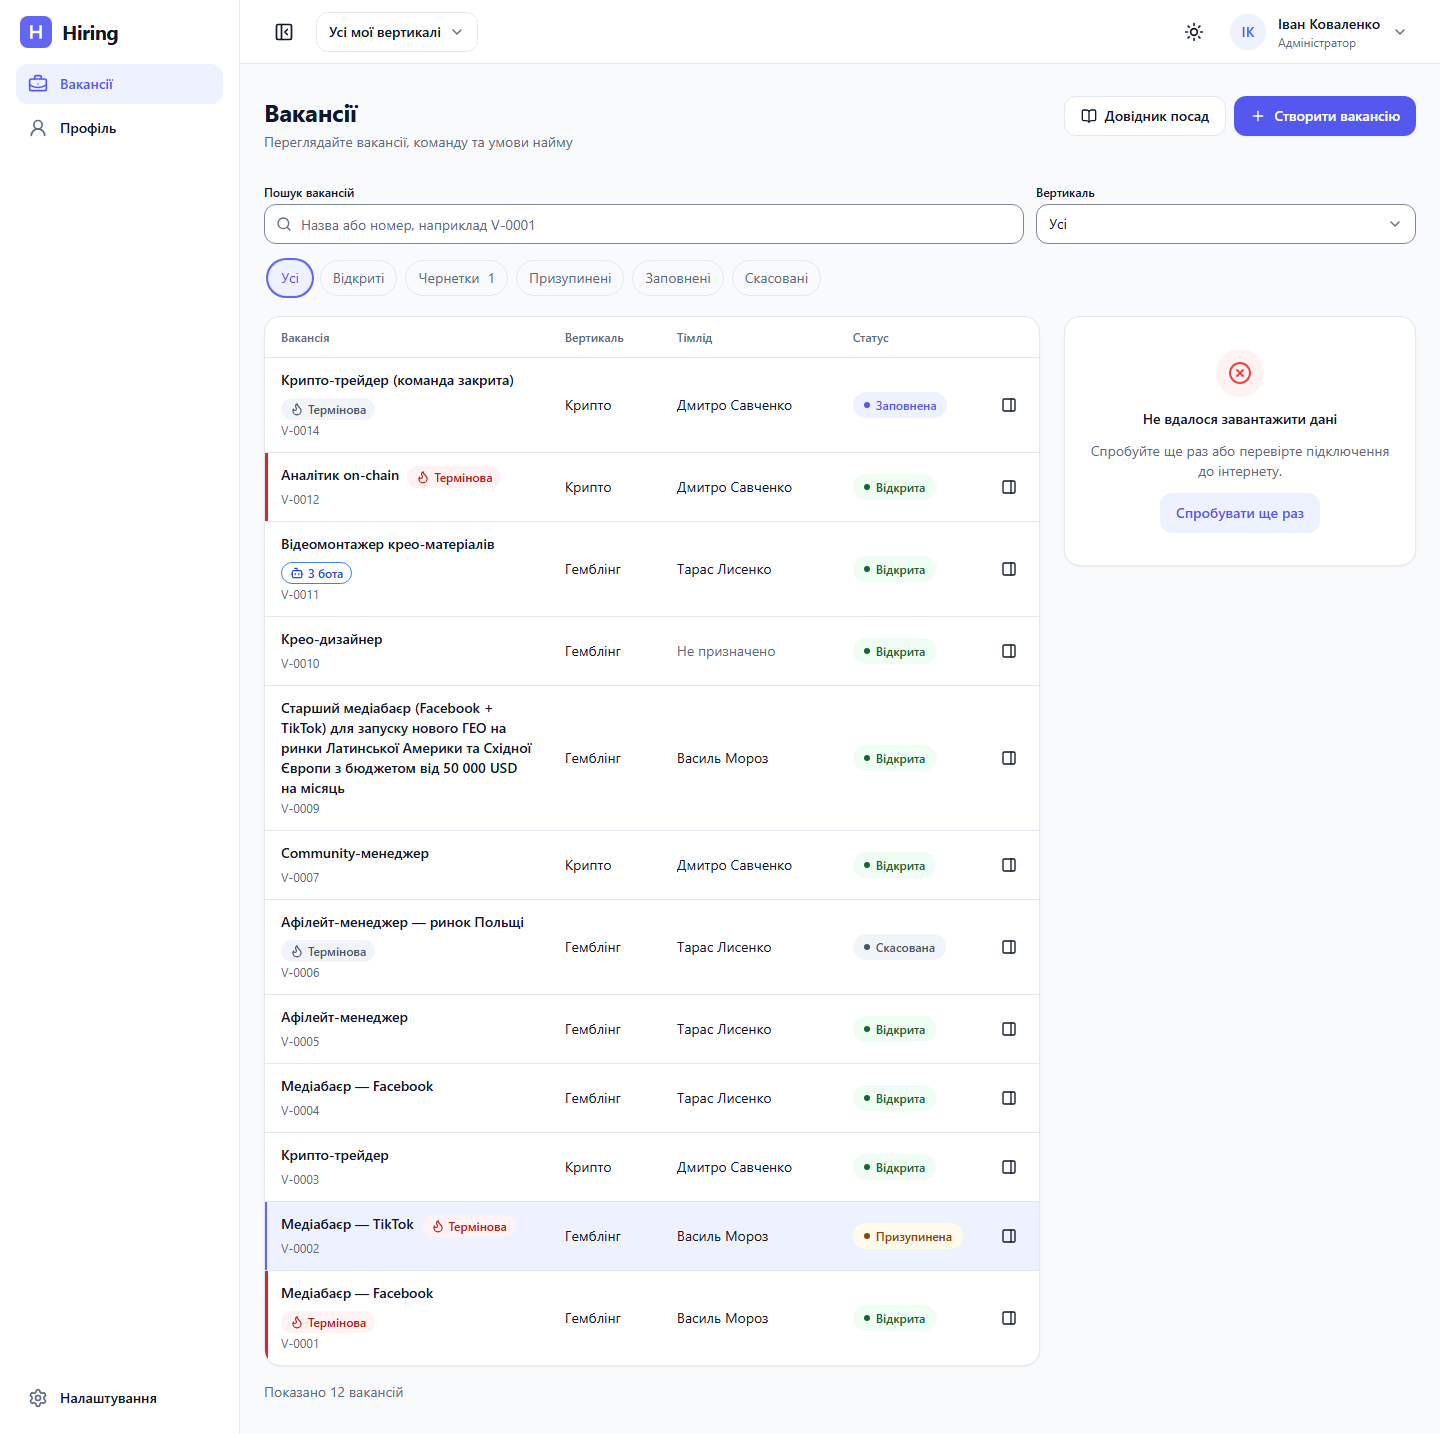 H Hiring
Вакансії
Профіль
Налаштування
Усі мої вертикалі
ІК
Іван Коваленко
Адміністратор
Вакансії
Переглядайте вакансії, команду та умови найму
Довідник посад
Створити вакансію
Пошук вакансій
Назва або номер, наприклад V-0001
Вертикаль
Усі
Усі
Відкриті
Чернетки 1
Призупинені
Заповнені
Скасовані
Вакансія Вертикаль Тімлід Статус
Крипто-трейдер (команда закрита)
Термінова
V-0014
Крипто
Дмитро Савченко
Заповнена
Аналітик on-chain Термінова
V-0012
Крипто
Дмитро Савченко
Відкрита
Відеомонтажер крео-матеріалів
З бота
V-0011
Гемблінг
Тарас Лисенко
Відкрита
Крео-дизайнер
V-0010
Гемблінг
Не призначено
Відкрита
Старший медіабаєр (Facebook +
TikTok) для запуску нового ГЕО на
ринки Латинської Америки та Східної
Європи з бюджетом від 50 000 USD
на місяць
V-0009
Гемблінг
Василь Мороз
Відкрита
Community-менеджер
V-0007
Крипто
Дмитро Савченко
Відкрита
Афілейт-менеджер — ринок Польщі
Термінова
V-0006
Гемблінг
Тарас Лисенко
Скасована
Афілейт-менеджер
V-0005
Гемблінг
Тарас Лисенко
Відкрита
Медіабаєр — Facebook
V-0004
Гемблінг
Тарас Лисенко
Відкрита
Крипто-трейдер
V-0003
Крипто
Дмитро Савченко
Відкрита
Медіабаєр — TikTok Термінова
V-0002
Гемблінг
Василь Мороз
Призупинена
Медіабаєр — Facebook
Термінова
V-0001
Гемблінг
Василь Мороз
Відкрита
Показано 12 вакансій
Не вдалося завантажити дані
Спробуйте ще раз або перевірте підключення
до інтернету.
Спробувати ще раз